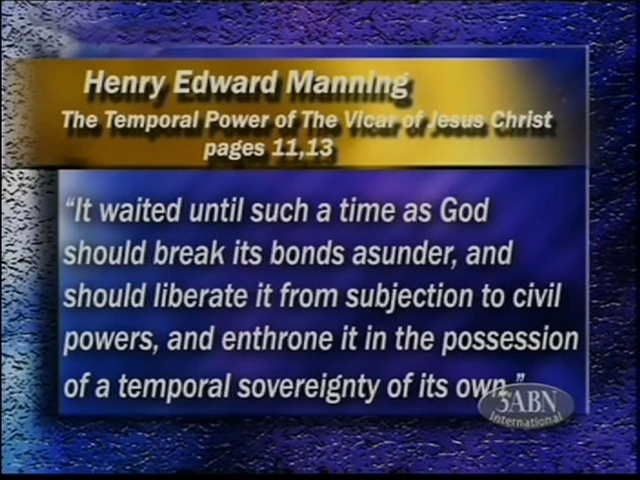 Henry Edward Manning
The Temporal Power of The Vicar of Jesus Christ
pages 11,13
“It waited until such a time as God
should break its bonds asunder, and
should liberate it from subjection to civil
powers, and enthrone it in the possession
of a temporal sovereignty of its own.”
3ABN
International